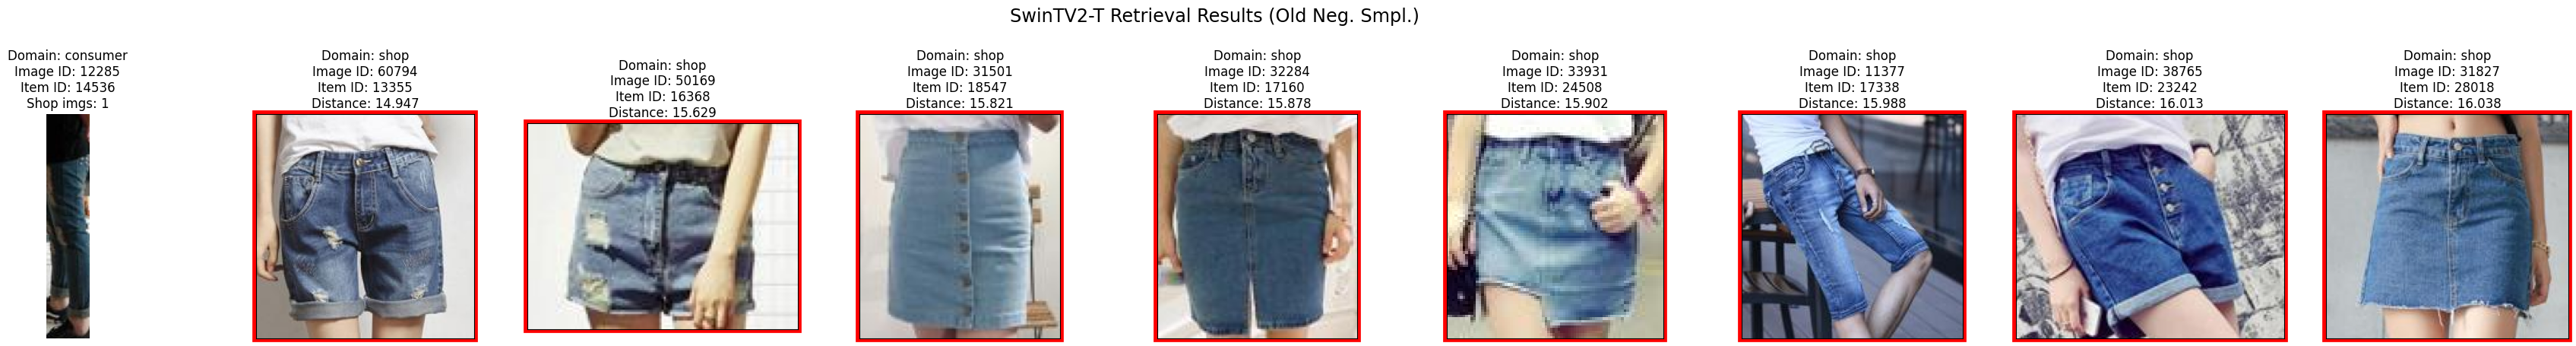 SwinTV2-T Retrieval Results (Old Neg. Smpl.)
Domain: consumer
Image ID: 12285
Item ID: 14536
Shop imgs: 1
Domain: shop
Image ID: 60794
Item ID: 13355
Distance: 14.947
Domain: shop
Image ID: 50169
Item ID: 16368
Distance: 15.629
Domain: shop
Image ID: 31501
Item ID: 18547
Distance: 15.821
Domain: shop
Image ID: 32284
Item ID: 17160
Distance: 15.878
Domain: shop
Image ID: 33931
Item ID: 24508
Distance: 15.902
Domain: shop
Image ID: 11377
Item ID: 17338
Distance: 15.988
Domain: shop
Image ID: 38765
Item ID: 23242
Distance: 16.013
Domain: shop
Image ID: 31827
Item ID: 28018
Distance: 16.038